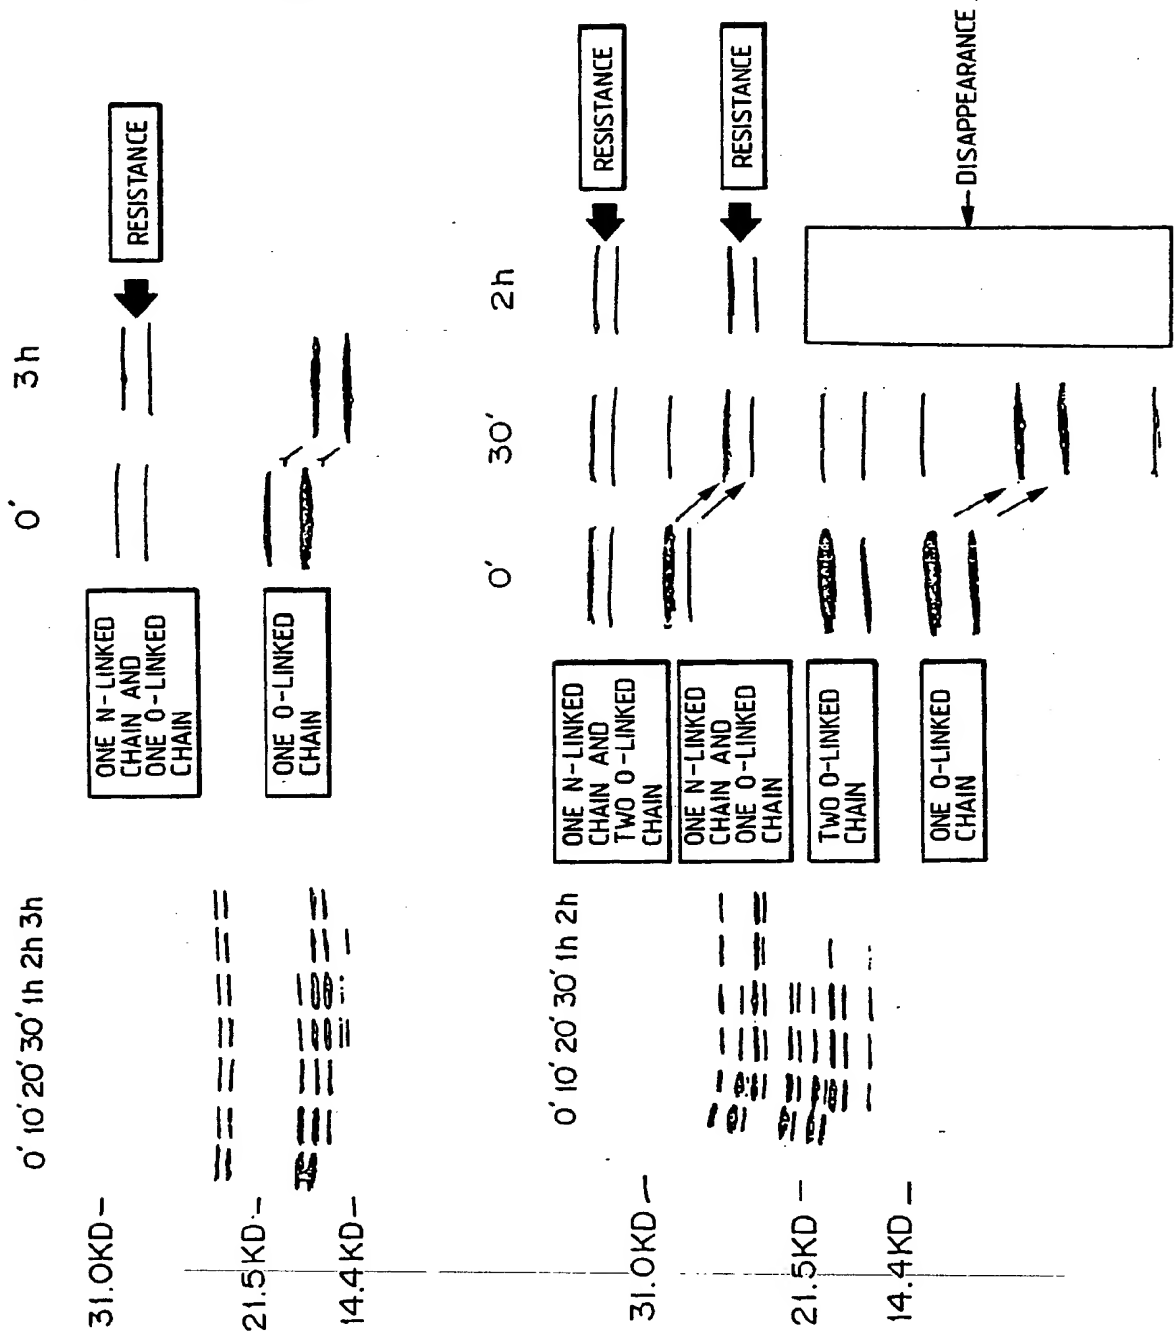 31.0KD
21.5KD
14.4KD
0' 10' 20' 30' 1h 2h 3h
ONE N-LINKED
CHAIN AND
ONE O-LINKED
CHAIN
ONE O-LINKED
CHAIN
0'
3h
RESISTANCE
31.0KD
21.5KD
14.4KD
0' 10' 20' 30' 1h 2h
ONE N-LINKED
CHAIN AND
TWO O-LINKED
CHAIN
ONE N-LINKED
CHAIN AND
ONE O-LINKED
CHAIN
TWO O-LINKED
CHAIN
ONE O-LINKED
CHAIN
0'
30'
2h
RESISTANCE
RESISTANCE
DISAPPEARANCE